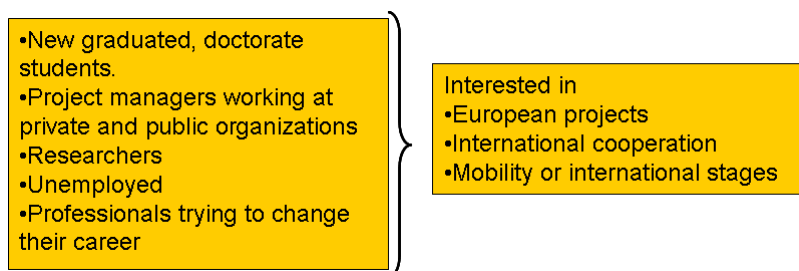 •New graduated, doctorate
students.
•Project managers working at
private and public organizations
•Researchers
•Unemployed
•Professionals trying to change
their career
Interested in
•European projects
•International cooperation
•Mobility or international stages